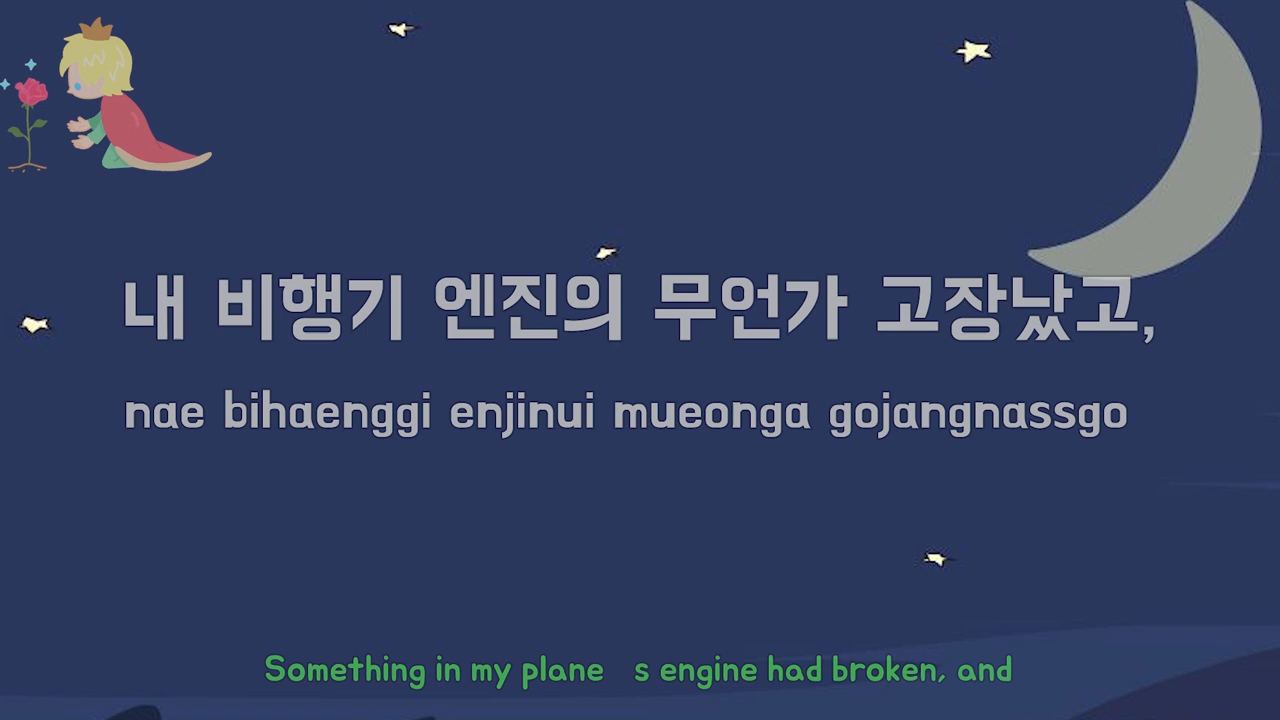 내 비행기 엔진의 무언가 고장났고,
nae bihaenggi enjinui mueonga gojangnassgo
Something in my plane s engine had broken, and